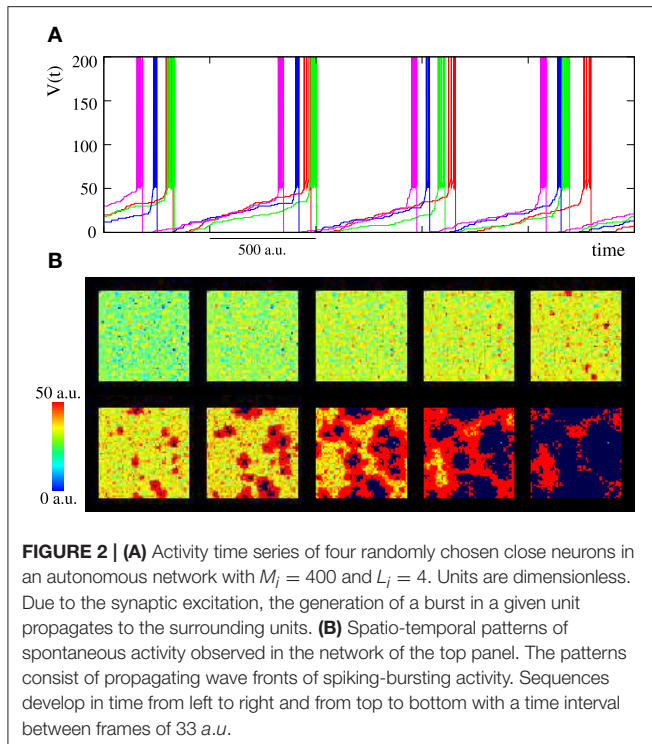 A
V(t)
200
150
100
50
0
500 a.u.
time
B
50 a.u.
0 a.u.
FIGURE 2 | (A) Activity time series of four randomly chosen close neurons in
an autonomous network with Mᵢ = 400 and Lᵢ = 4. Units are dimensionless.
Due to the synaptic excitation, the generation of a burst in a given unit
propagates to the surrounding units. (B) Spatio-temporal patterns of
spontaneous activity observed in the network of the top panel. The patterns
consist of propagating wave fronts of spiking-bursting activity. Sequences
develop in time from left to right and from top to bottom with a time interval
between frames of 33 a.u.